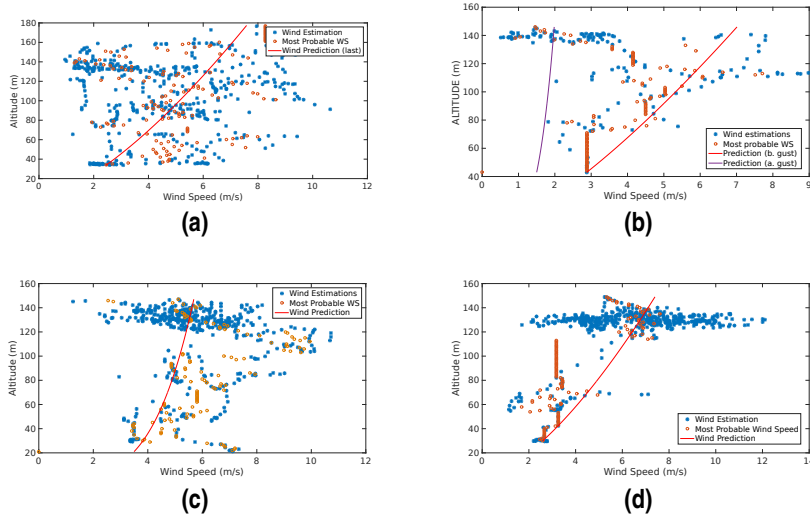 180
160
140
120
100
80
60
40
20
Altitude (m)
0 2 4 6 8 10 12
Wind Speed (m/s)
Wind Estimation
Most Probable WS
Wind Prediction (last)
(a)
160
140
120
100
80
60
40
ALTITUDE (m)
0 1 2 3 4 5 6 7 8 9
Wind Speed (m/s)
Wind estimations
Most probable WS
Prediction (b. gust)
Prediction (a. gust)
(b)
160
140
120
100
80
60
40
20
Altitude (m)
0 2 4 6 8 10 12
Wind Speed (m/s)
Wind Estimations
Most Probable WS
Wind Prediction
(c)
160
140
120
100
80
60
40
20
Altitude (m)
0 2 4 6 8 10 12 14
Wind Speed (m/s)
Wind Estimation
Most Probable Wind Speed
Wind Prediction
(d)